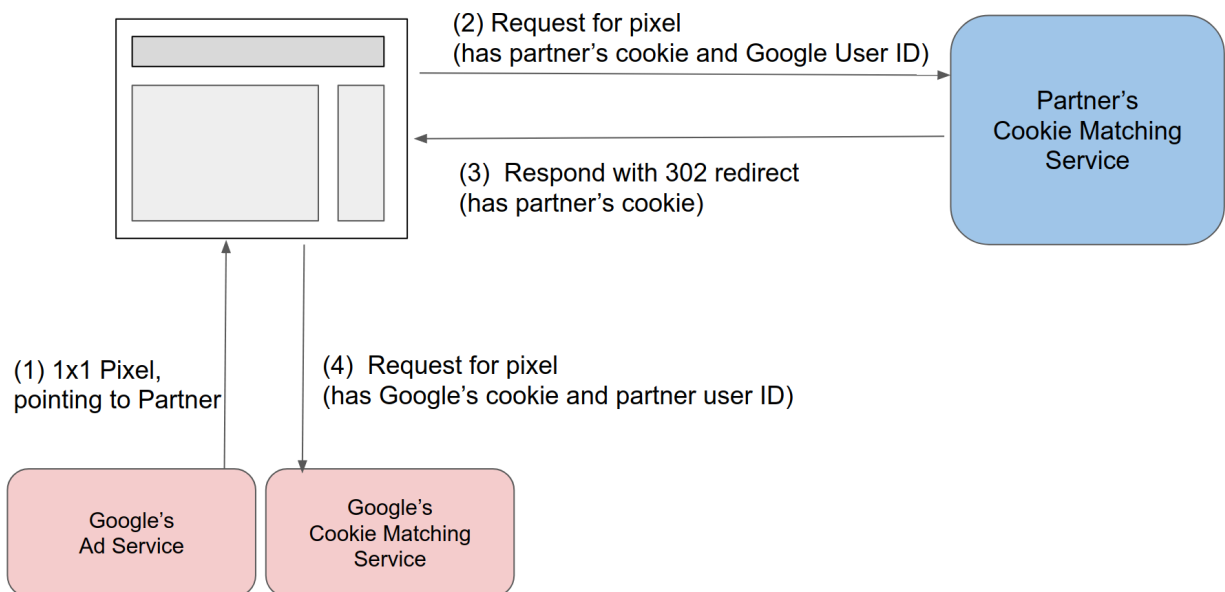 (2) Request for pixel
(has partner’s cookie and Google User ID)
Partner’s
Cookie Matching
Service
(3)  Respond with 302 redirect
(has partner’s cookie)
(1) 1x1 Pixel,
pointing to Partner
(4)  Request for pixel
(has Google’s cookie and partner user ID)
Google’s
Ad Service
Google’s
Cookie Matching
Service